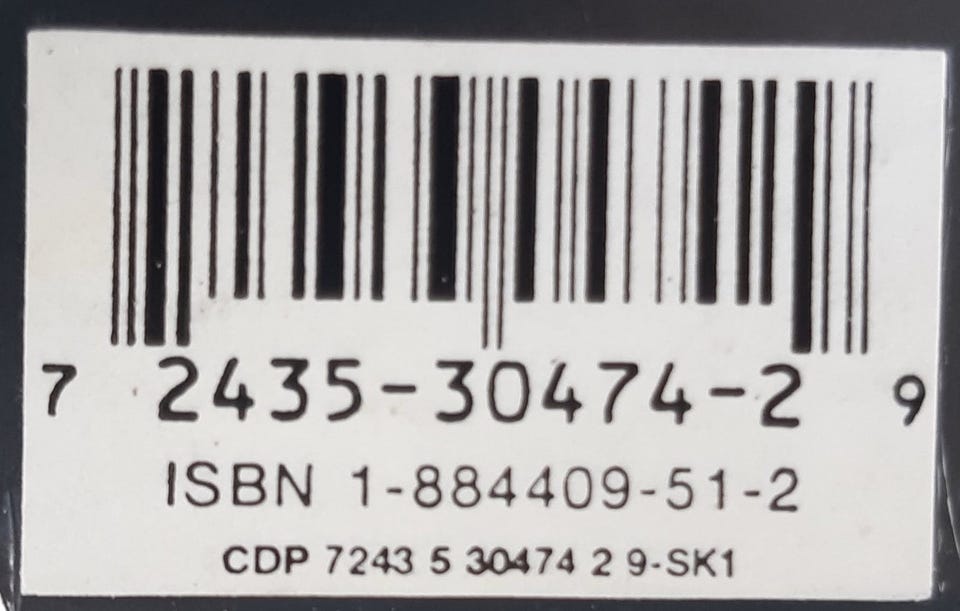 7 2435-30474-2 9
ISBN 1-884409-51-2
CDP 7243 5 30474 2 9-SK1